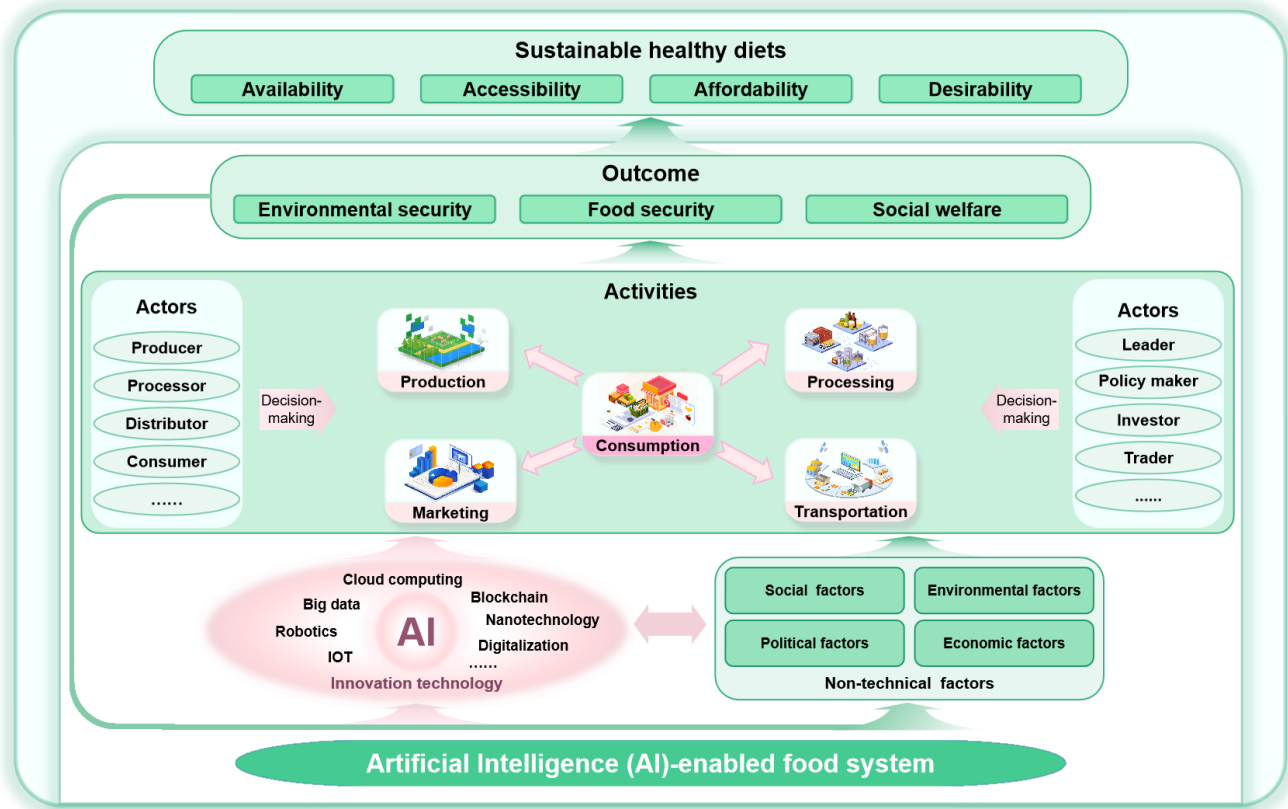 Sustainable healthy diets
Availability
Accessibility
Affordability
Desirability
Outcome
Environmental security
Food security
Social welfare
Activities
Actors
Producer
Processor
Distributor
Consumer
......
Decision-
making
Production
Processing
Consumption
Marketing
Transportation
Decision-
making
Actors
Leader
Policy maker
Investor
Trader
......
Cloud computing
Big data
Blockchain
Robotics
AI
Nanotechnology
IOT
Digitalization
......
Innovation technology
Social factors
Environmental factors
Political factors
Economic factors
Non-technical factors
Artificial Intelligence (AI)-enabled food system